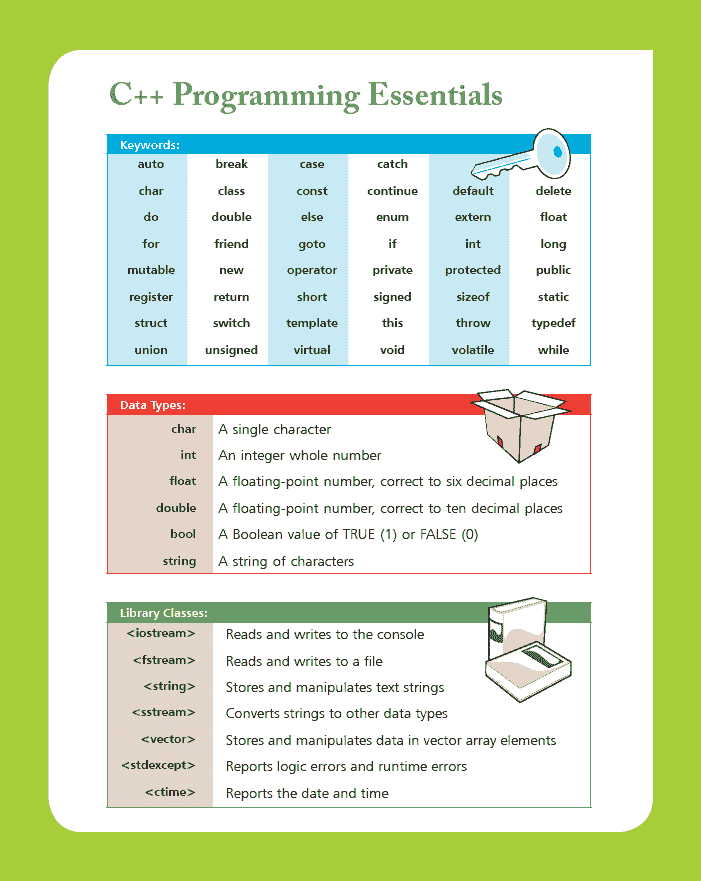 C++ Programming Essentials
Keywords:
auto break case catch
char class const continue default delete
do double else enum extern float
for friend goto if int long
mutable new operator private protected public
register return short signed sizeof static
struct switch template this throw typedef
union unsigned virtual void volatile while
Data Types:
char A single character
int An integer whole number
float A floating-point number, correct to six decimal places
double A floating-point number, correct to ten decimal places
bool A Boolean value of TRUE (1) or FALSE (0)
string A string of characters
Library Classes:
<iostream> Reads and writes to the console
<fstream> Reads and writes to a file
<string> Stores and manipulates text strings
<sstream> Converts strings to other data types
<vector> Stores and manipulates data in vector array elements
<stdexcept> Reports logic errors and runtime errors
<ctime> Reports the date and time